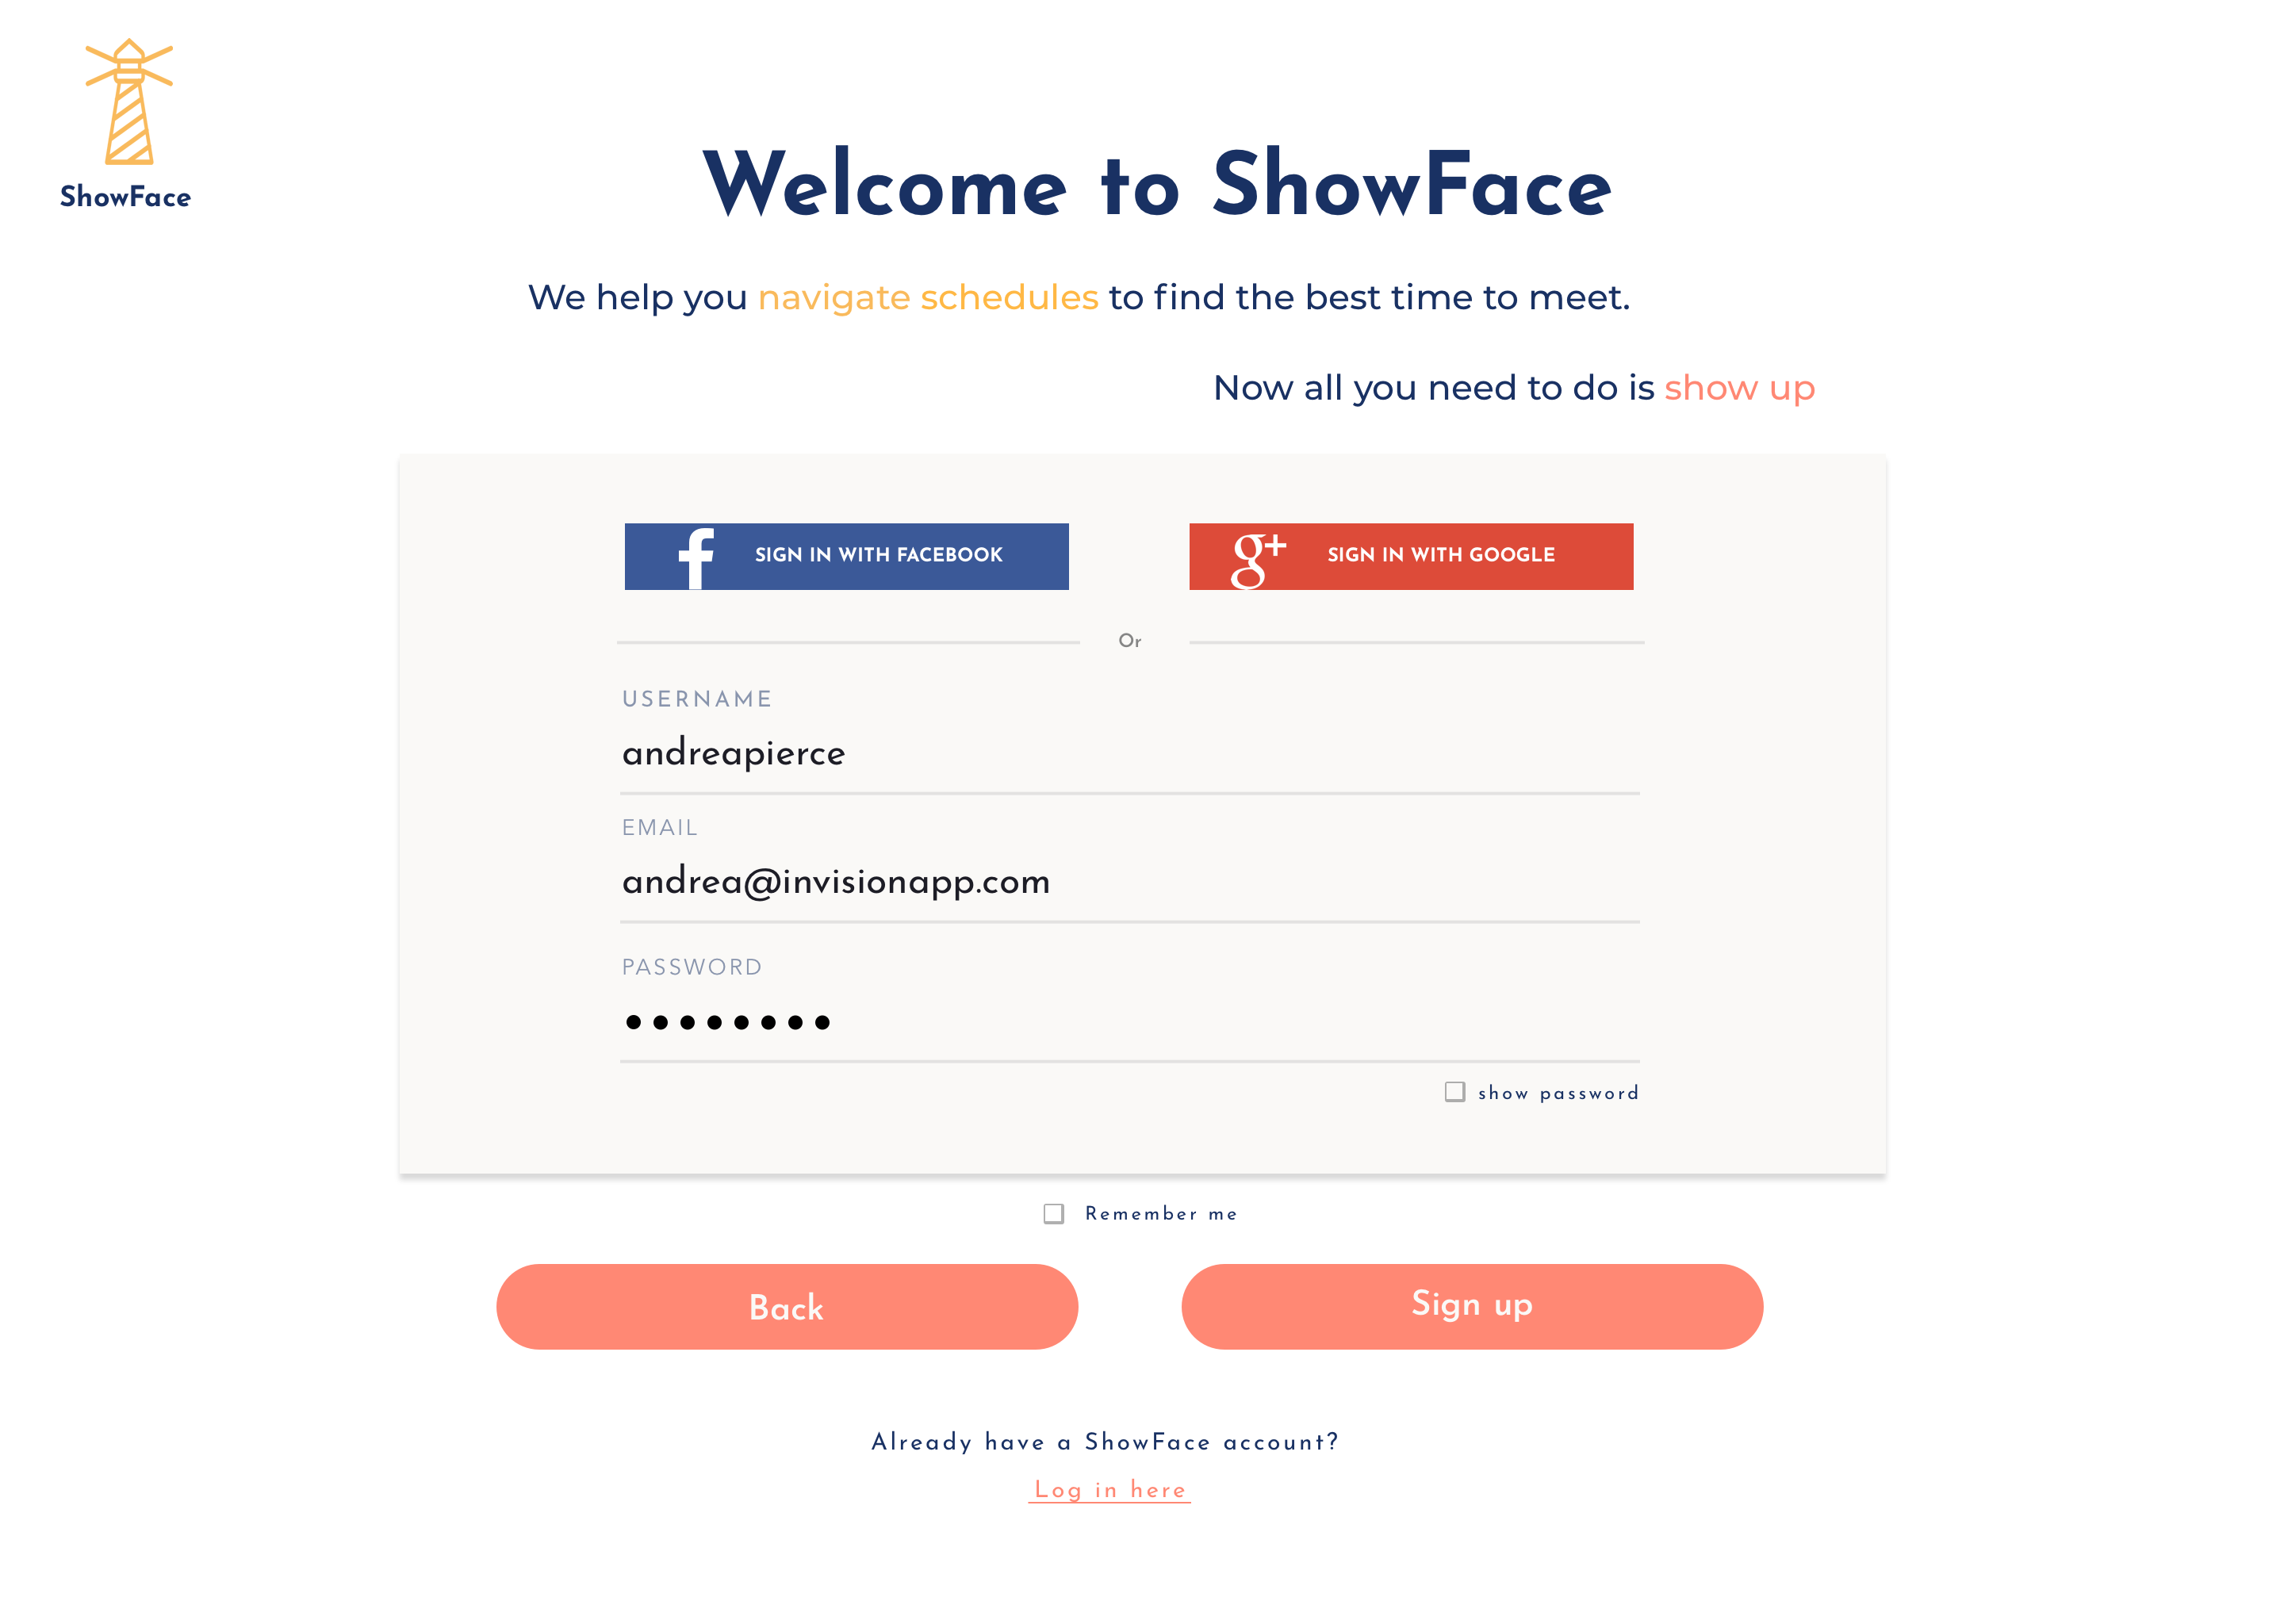 ShowFace
Welcome to ShowFace
We help you navigate schedules to find the best time to meet.
Now all you need to do is show up
f SIGN IN WITH FACEBOOK
g+ SIGN IN WITH GOOGLE
Or
USERNAME
andreapierce
EMAIL
andrea@invisionapp.com
PASSWORD
••••••••
show password
Remember me
Back
Sign up
Already have a ShowFace account?
Log in here